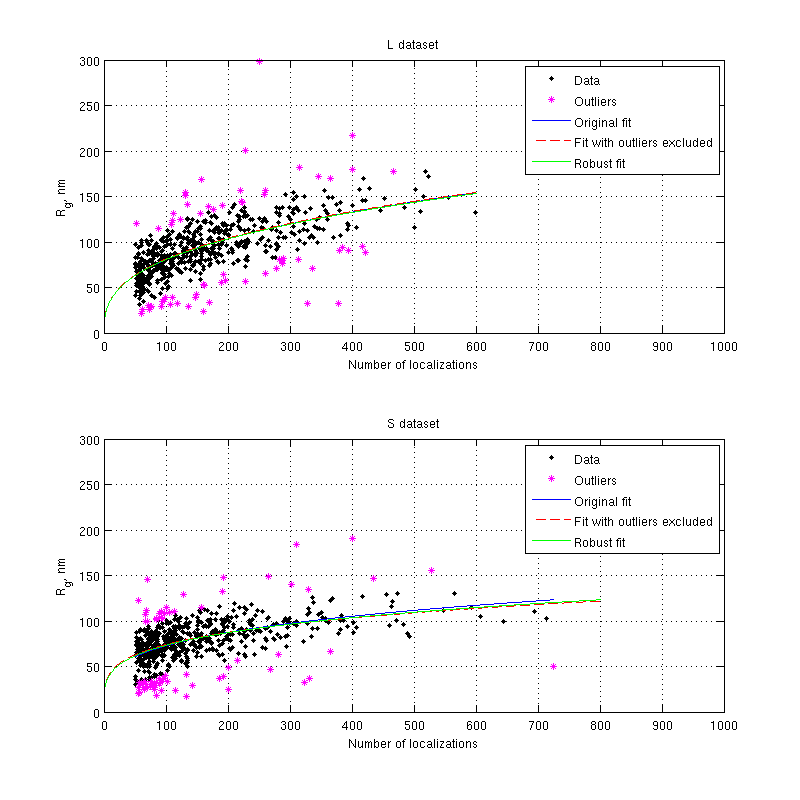 L dataset
300
250
200
150
100
50
0
Rg, nm
Data
Outliers
Original fit
Fit with outliers excluded
Robust fit
0 100 200 300 400 500 600 700 800 900 1000
Number of localizations
S dataset
300
250
200
150
100
50
0
Rg, nm
Data
Outliers
Original fit
Fit with outliers excluded
Robust fit
0 100 200 300 400 500 600 700 800 900 1000
Number of localizations